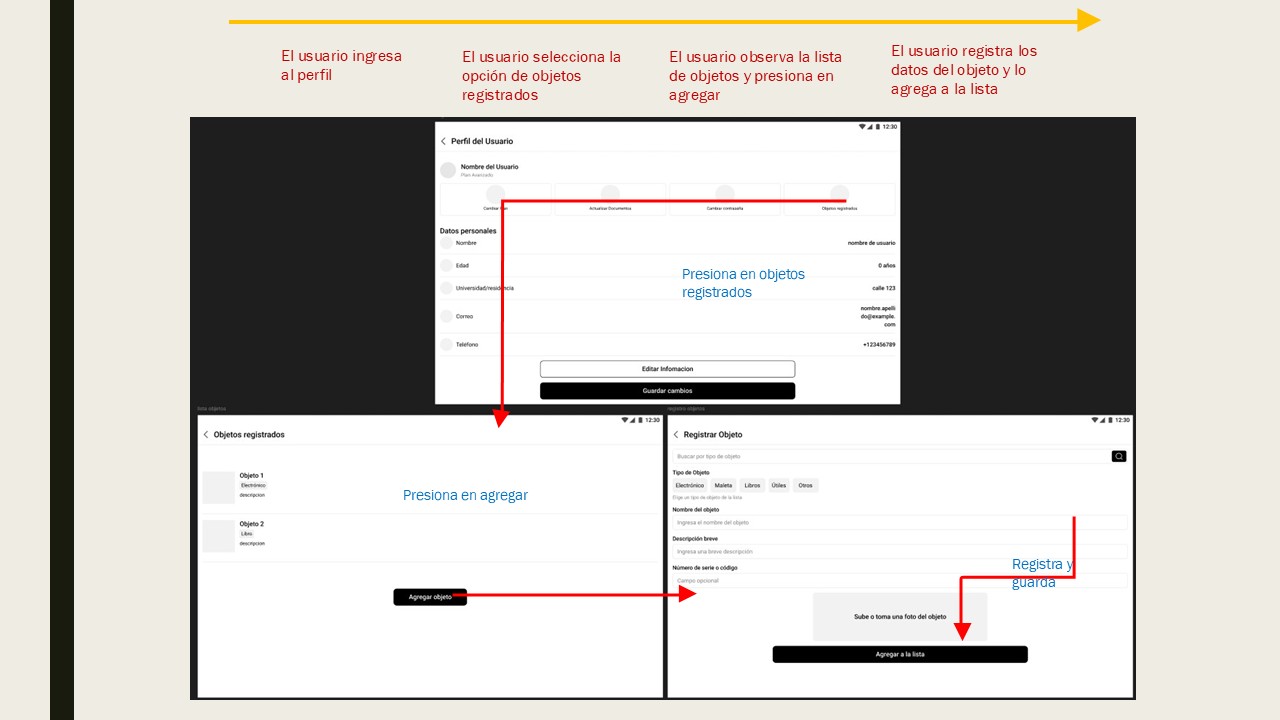 El usuario ingresa
al perfil
El usuario selecciona la
opción de objetos
registrados
El usuario observa la lista
de objetos y presiona en
agregar
El usuario registra los
datos del objeto y lo
agrega a la lista
12:30
Perfil del Usuario
Nombre del Usuario
Plan Avanzado
Cambiar
Actualizar Documentos
Cambiar contraseña
Objetos registrados
Datos personales
Nombre
nombre de usuario
Edad
0 años
Presiona en objetos
registrados
Universidad/residencia
calle 123
Correo
nombre.apelli
do@example.
com
Teléfono
+123456789
Editar Infomacion
Guardar cambios
lista objetos
12:30
Objetos registrados
Objeto 1
Electrónico
descripcion
Presiona en agregar
Objeto 2
Libro
descripcion
Agregar objeto
registro objetos
12:30
Registrar Objeto
Buscar por tipo de objeto
Tipo de Objeto
Electrónico Maleta Libros Útiles Otros
Elige un tipo de objeto de la lista
Nombre del objeto
Ingresa el nombre del objeto
Descripción breve
Ingresa una breve descripción
Número de serie o código
Campo opcional
Registra y
guarda
Sube o toma una foto del objeto
Agregar a la lista